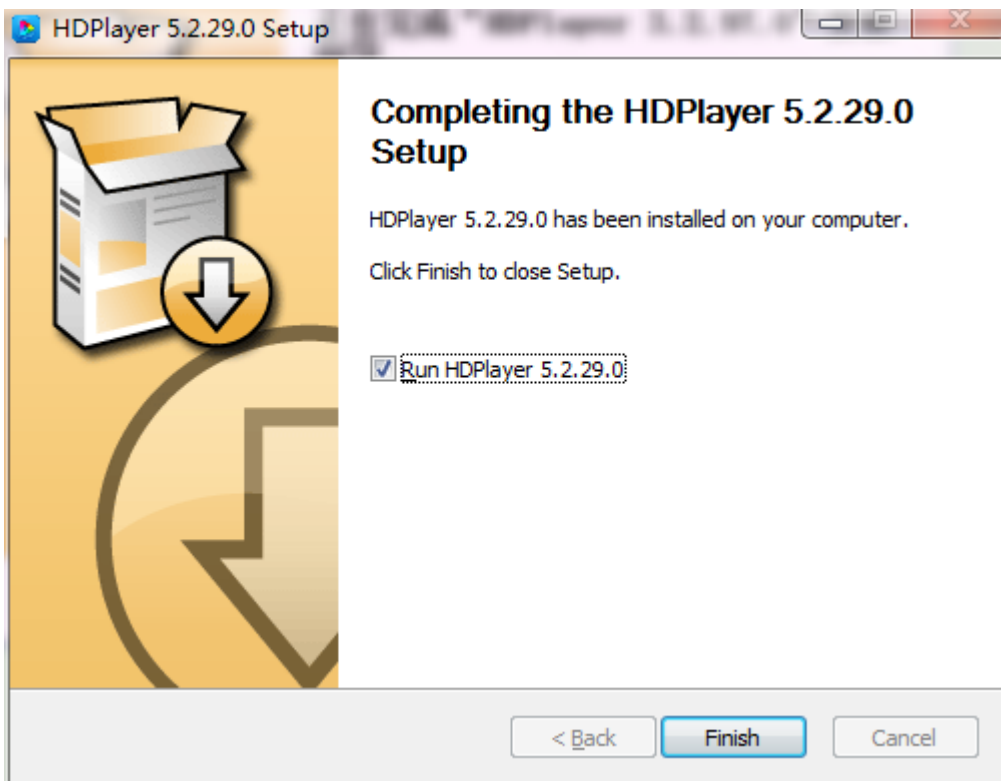 HDPlayer 5.2.29.0 Setup
Completing the HDPlayer 5.2.29.0
Setup
HDPlayer 5.2.29.0 has been installed on your computer.
Click Finish to close Setup.
Run HDPlayer 5.2.29.0
< Back
Finish
Cancel